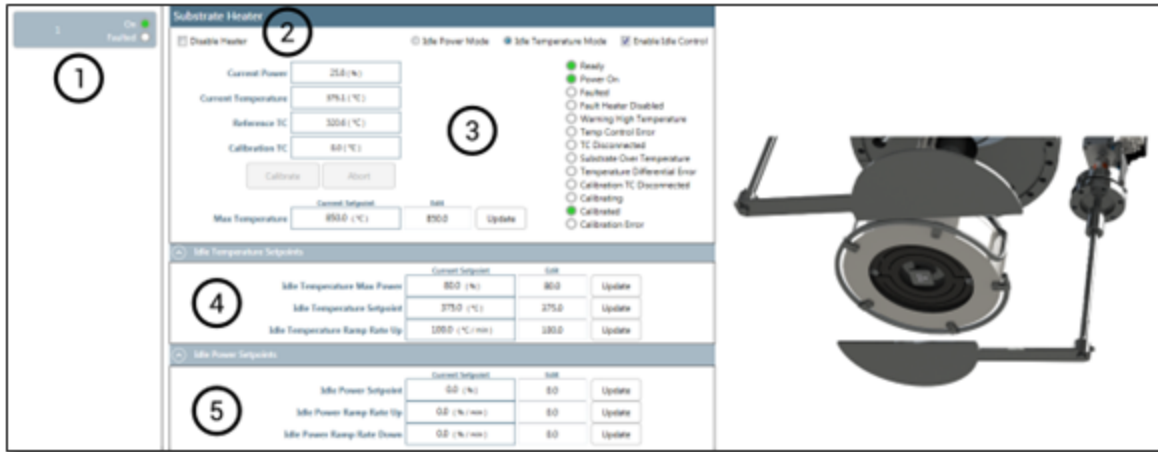 1
On
Faulted
1
Substrate Heater
2
Disable Heater
Idle Power Mode
Idle Temperature Mode
Enable Idle Control
Current Power
25.0 (%)
Current Temperature
(°C)
Reference TC
320.6 (°C)
Calibration TC
0.0 (°C)
Calibrate
Abort
3
Ready
Power On
Faulted
Fault Heater Disabled
Warning High Temperature
Temp Control Error
TC Disconnected
Substrate Over Temperature
Temperature Differential Error
Calibration TC Disconnected
Calibrating
Calibrated
Calibration Error
Current Setpoint
Edit
Max Temperature
850.0 (°C)
850.0
Update
Idle Temperature Setpoints
4
Current Setpoint
Edit
Idle Temperature Max Power
80.0 (%)
80.0
Update
Idle Temperature Setpoint
375.0 (°C)
375.0
Update
Idle Temperature Ramp Rate Up
100.0 (°C/min)
100.0
Update
Idle Power Setpoints
5
Current Setpoint
Edit
Idle Power Setpoint
0.0 (%)
0.0
Update
Idle Power Ramp Rate Up
0.0 (%/min)
0.0
Update
Idle Power Ramp Rate Down
0.0 (%/min)
0.0
Update